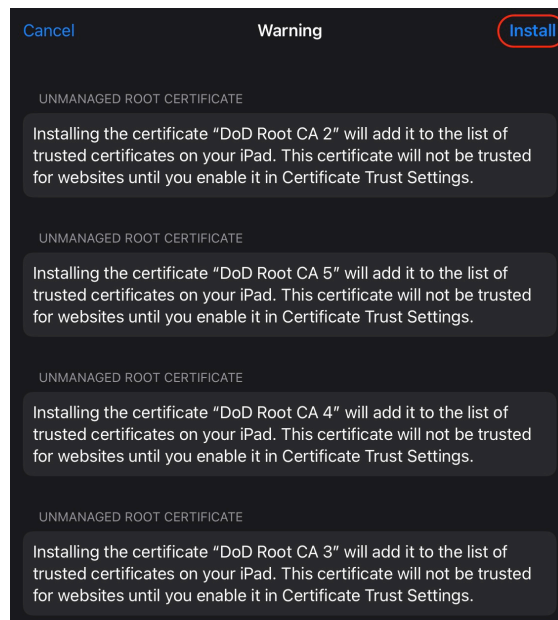 Cancel Warning Install
UNMANAGED ROOT CERTIFICATE
Installing the certificate “DoD Root CA 2” will add it to the list of
trusted certificates on your iPad. This certificate will not be trusted
for websites until you enable it in Certificate Trust Settings.
UNMANAGED ROOT CERTIFICATE
Installing the certificate “DoD Root CA 5” will add it to the list of
trusted certificates on your iPad. This certificate will not be trusted
for websites until you enable it in Certificate Trust Settings.
UNMANAGED ROOT CERTIFICATE
Installing the certificate “DoD Root CA 4” will add it to the list of
trusted certificates on your iPad. This certificate will not be trusted
for websites until you enable it in Certificate Trust Settings.
UNMANAGED ROOT CERTIFICATE
Installing the certificate “DoD Root CA 3” will add it to the list of
trusted certificates on your iPad. This certificate will not be trusted
for websites until you enable it in Certificate Trust Settings.